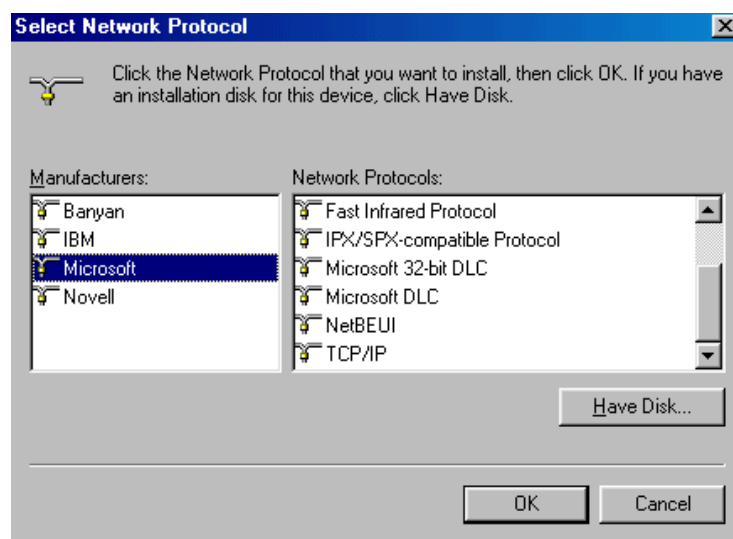 Select Network Protocol
Click the Network Protocol that you want to install, then click OK. If you have
an installation disk for this device, click Have Disk.
Manufacturers:
Banyan
IBM
Microsoft
Novell
Network Protocols:
Fast Infrared Protocol
IPX/SPX-compatible Protocol
Microsoft 32-bit DLC
Microsoft DLC
NetBEUI
TCP/IP
Have Disk...
OK
Cancel